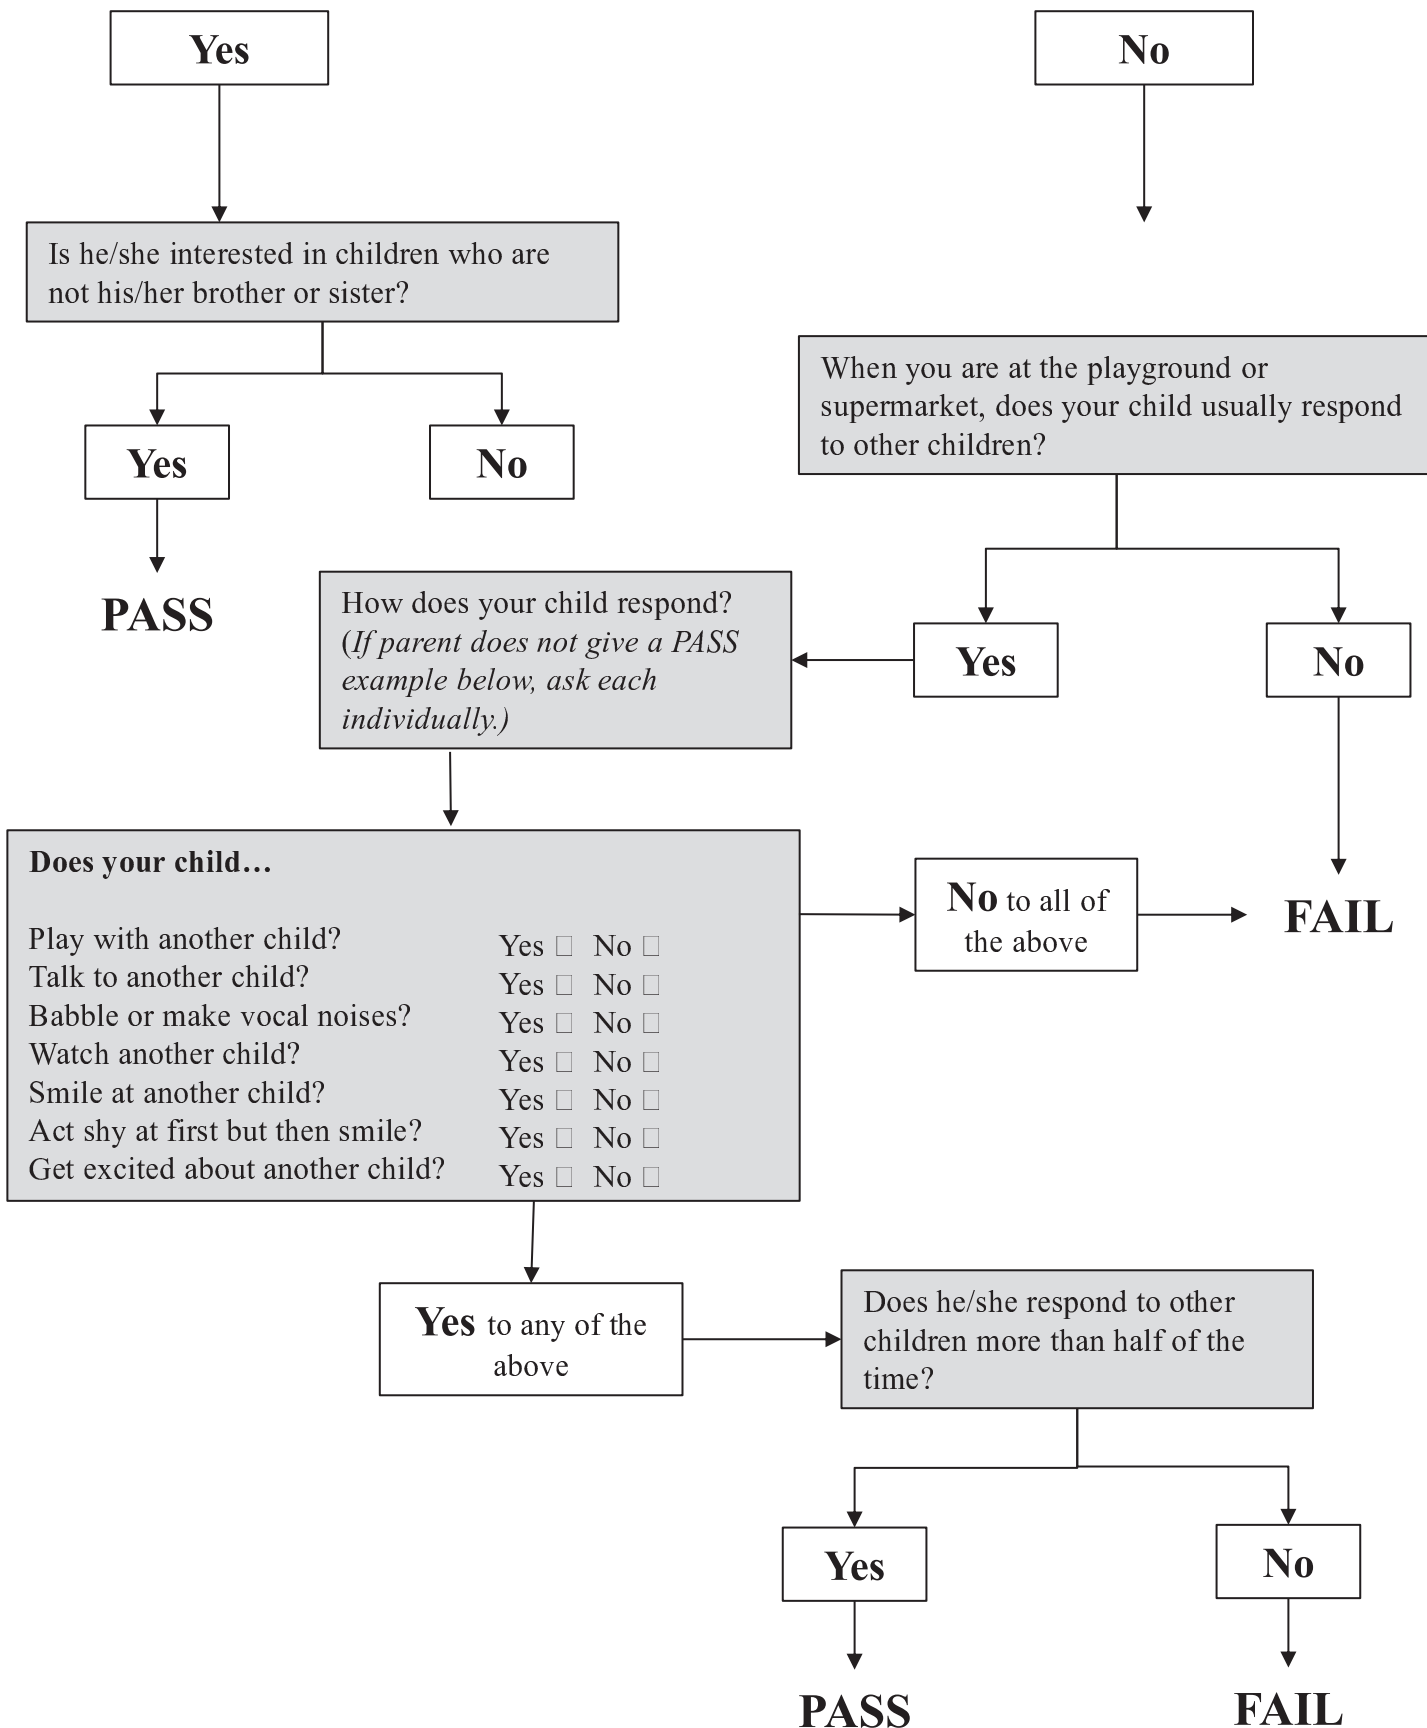 Yes
No
Is he/she interested in children who are
not his/her brother or sister?
When you are at the playground or
supermarket, does your child usually respond
to other children?
Yes
No
PASS
How does your child respond?
(If parent does not give a PASS
example below, ask each
individually.)
Yes
No
Does your child…
Play with another child? Yes □ No □
Talk to another child? Yes □ No □
Babble or make vocal noises? Yes □ No □
Watch another child? Yes □ No □
Smile at another child? Yes □ No □
Act shy at first but then smile? Yes □ No □
Get excited about another child? Yes □ No □
No to all of
the above
FAIL
Yes to any of the
above
Does he/she respond to other
children more than half of the
time?
Yes
No
PASS
FAIL